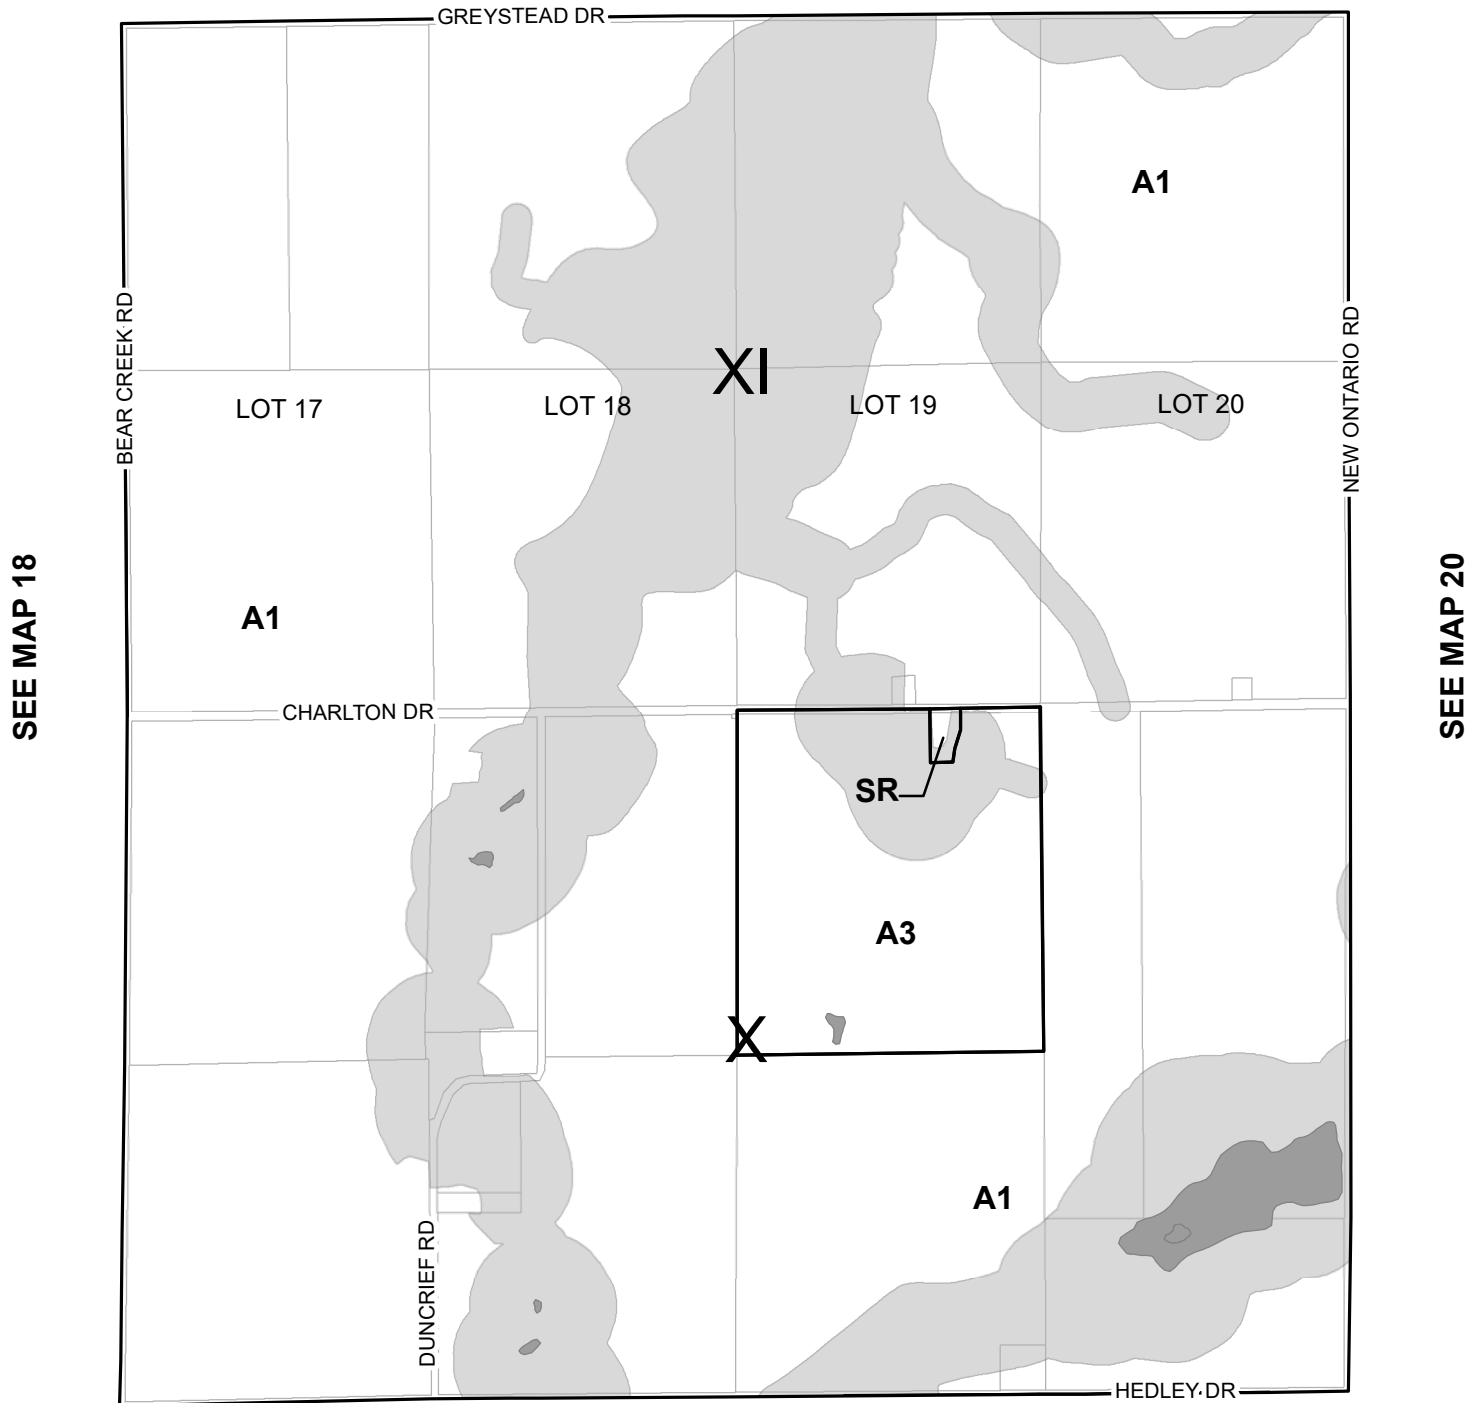 GREYSTEAD DR
A1
BEAR CREEK RD
NEW ONTARIO RD
XI
LOT 17
LOT 18
LOT 19
LOT 20
SEE MAP 18
SEE MAP 20
A1
CHARLTON DR
SR
A3
X
A1
DUNCRIEF RD
HEDLEY DR